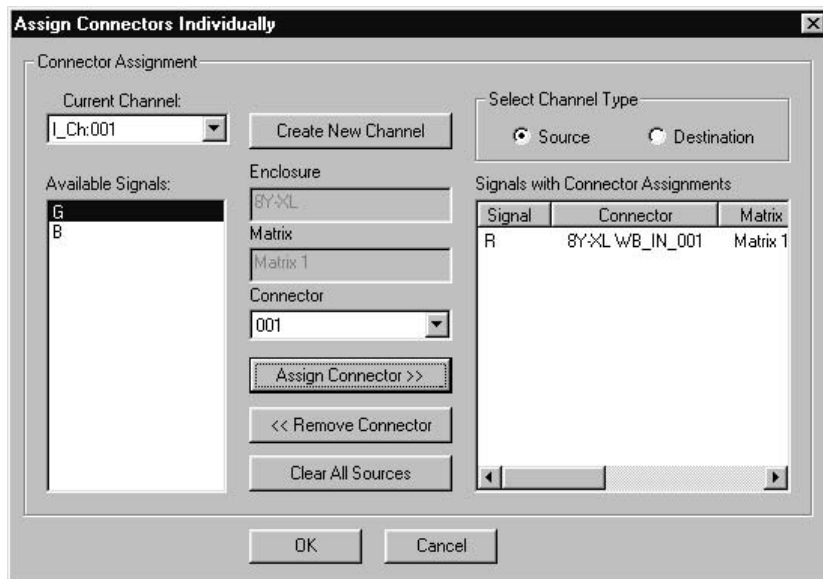 Assign Connectors Individually
Connector Assignment
Current Channel:
I_Ch:001
Create New Channel
Select Channel Type
Source
Destination
Available Signals:
G
B
Enclosure
8Y-XL
Matrix
Matrix 1
Connector
001
Assign Connector >>
<< Remove Connector
Clear All Sources
Signals with Connector Assignments
Signal Connector Matrix
R 8Y-XL WB_IN_001 Matrix 1
OK
Cancel